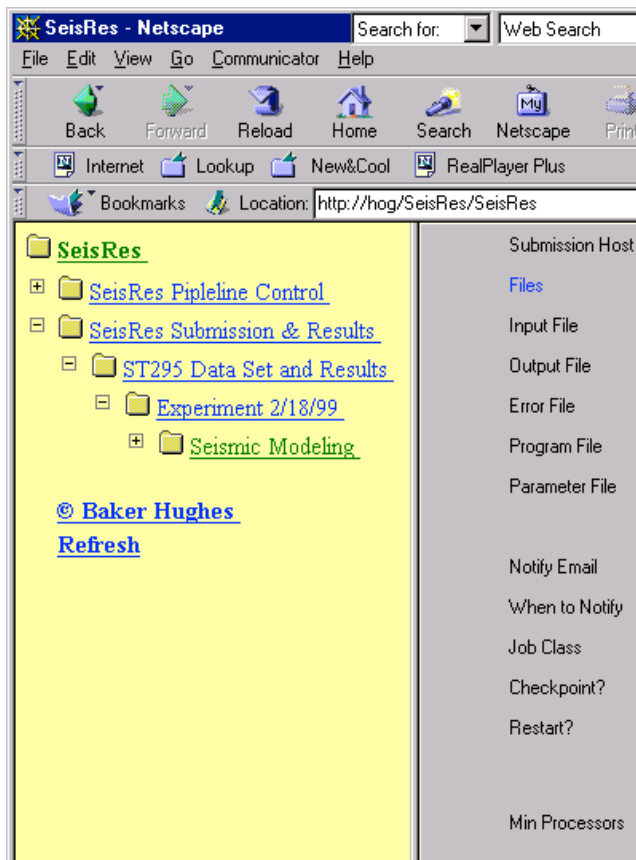 SeisRes - Netscape Search for: Web Search
File Edit View Go Communicator Help
Back Forward Reload Home Search Netscape Print
Internet Lookup New&Cool RealPlayer Plus
Bookmarks Location: http://hog/SeisRes/SeisRes
SeisRes
SeisRes Pipleline Control
SeisRes Submission & Results
ST295 Data Set and Results
Experiment 2/18/99
Seismic Modeling
© Baker Hughes
Refresh
Submission Host
Files
Input File
Output File
Error File
Program File
Parameter File
Notify Email
When to Notify
Job Class
Checkpoint?
Restart?
Min Processors